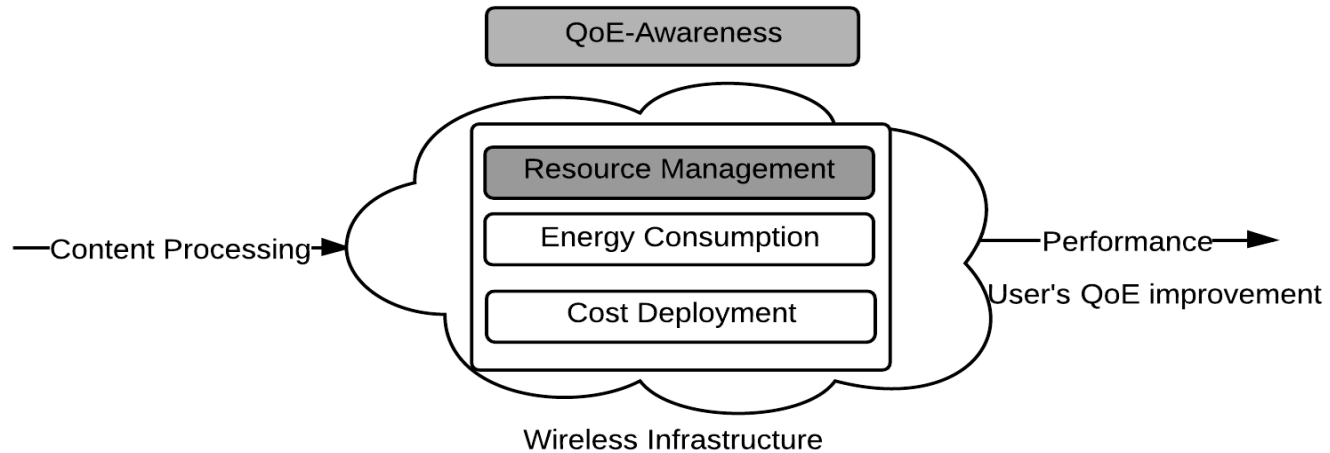 QoE-Awareness
Resource Management
Energy Consumption
Cost Deployment
Content Processing
Performance
User's QoE improvement
Wireless Infrastructure